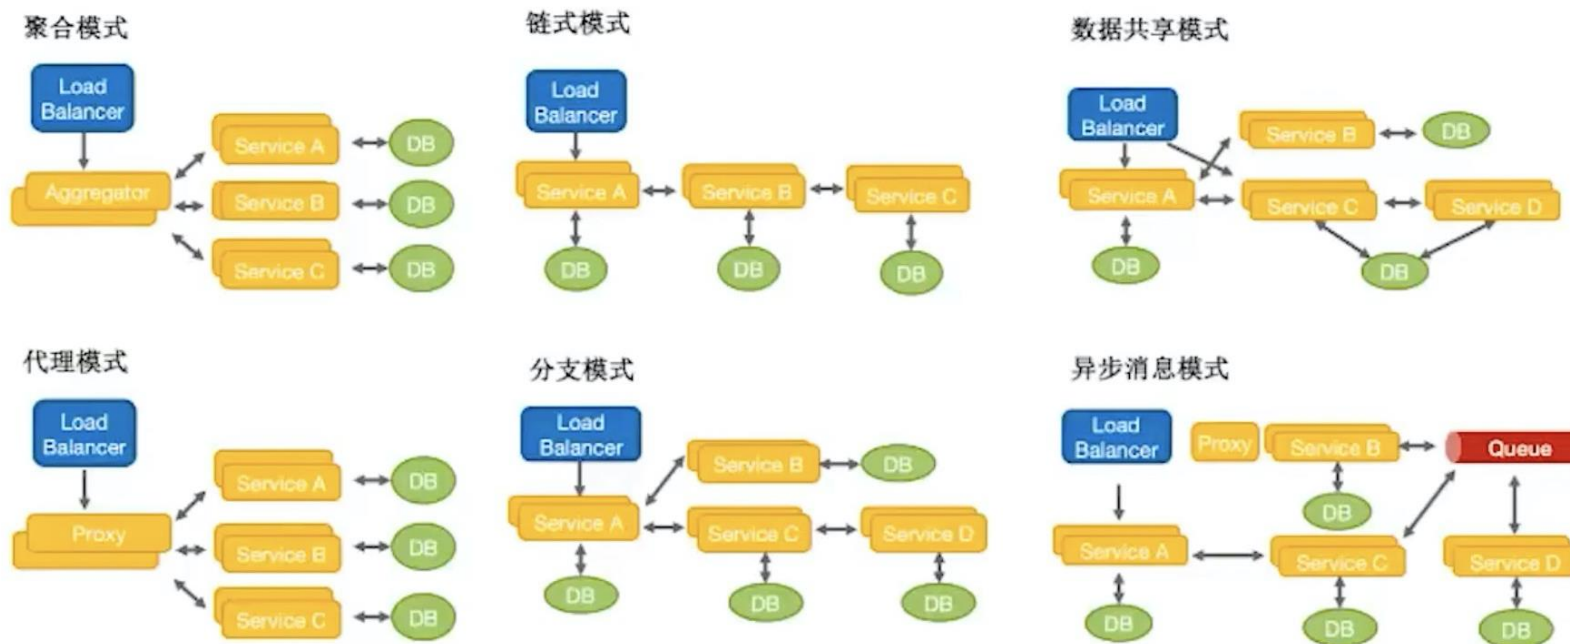 聚合模式
Load
Balancer
Aggregator
Service A
DB
Service B
DB
Service C
DB
链式模式
Load
Balancer
Service A
Service B
Service C
DB
DB
DB
数据共享模式
Load
Balancer
Service B
DB
Service A
Service C
Service D
DB
DB
代理模式
Load
Balancer
Proxy
Service A
DB
Service B
DB
Service C
DB
分支模式
Load
Balancer
Service B
DB
Service A
Service C
Service D
DB
DB
DB
异步消息模式
Load
Balancer
Proxy
Service B
Queue
DB
Service A
Service C
Service D
DB
DB
DB